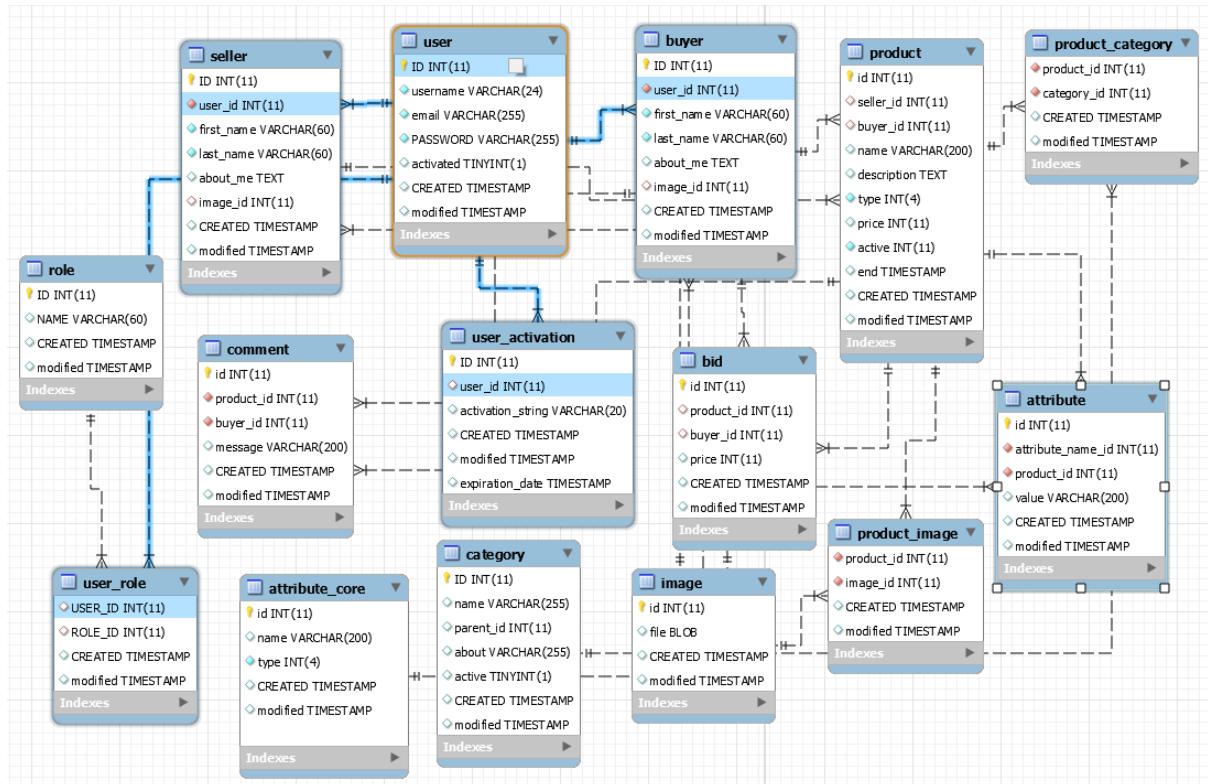 seller
ID INT(11)
user_id INT(11)
first_name VARCHAR(60)
last_name VARCHAR(60)
about_me TEXT
image_id INT(11)
CREATED TIMESTAMP
modified TIMESTAMP
Indexes
user
ID INT(11)
username VARCHAR(24)
email VARCHAR(255)
PASSWORD VARCHAR(255)
activated TINYINT(1)
CREATED TIMESTAMP
modified TIMESTAMP
Indexes
buyer
ID INT(11)
user_id INT(11)
first_name VARCHAR(60)
last_name VARCHAR(60)
about_me TEXT
image_id INT(11)
CREATED TIMESTAMP
modified TIMESTAMP
Indexes
product
id INT(11)
seller_id INT(11)
buyer_id INT(11)
name VARCHAR(200)
description TEXT
type INT(4)
price INT(11)
active INT(11)
end TIMESTAMP
CREATED TIMESTAMP
modified TIMESTAMP
Indexes
product_category
product_id INT(11)
category_id INT(11)
CREATED TIMESTAMP
modified TIMESTAMP
Indexes
role
ID INT(11)
NAME VARCHAR(60)
CREATED TIMESTAMP
modified TIMESTAMP
Indexes
comment
id INT(11)
product_id INT(11)
buyer_id INT(11)
message VARCHAR(200)
CREATED TIMESTAMP
modified TIMESTAMP
Indexes
user_activation
ID INT(11)
user_id INT(11)
activation_string VARCHAR(20)
CREATED TIMESTAMP
modified TIMESTAMP
expiration_date TIMESTAMP
Indexes
bid
id INT(11)
product_id INT(11)
buyer_id INT(11)
price INT(11)
CREATED TIMESTAMP
modified TIMESTAMP
Indexes
attribute
id INT(11)
attribute_name_id INT(11)
product_id INT(11)
value VARCHAR(200)
CREATED TIMESTAMP
modified TIMESTAMP
Indexes
user_role
USER_ID INT(11)
ROLE_ID INT(11)
CREATED TIMESTAMP
modified TIMESTAMP
Indexes
attribute_core
id INT(11)
name VARCHAR(200)
type INT(4)
CREATED TIMESTAMP
modified TIMESTAMP
Indexes
category
ID INT(11)
name VARCHAR(255)
parent_id INT(11)
about VARCHAR(255)
active TINYINT(1)
CREATED TIMESTAMP
modified TIMESTAMP
Indexes
image
id INT(11)
file BLOB
CREATED TIMESTAMP
modified TIMESTAMP
Indexes
product_image
product_id INT(11)
image_id INT(11)
CREATED TIMESTAMP
modified TIMESTAMP
Indexes